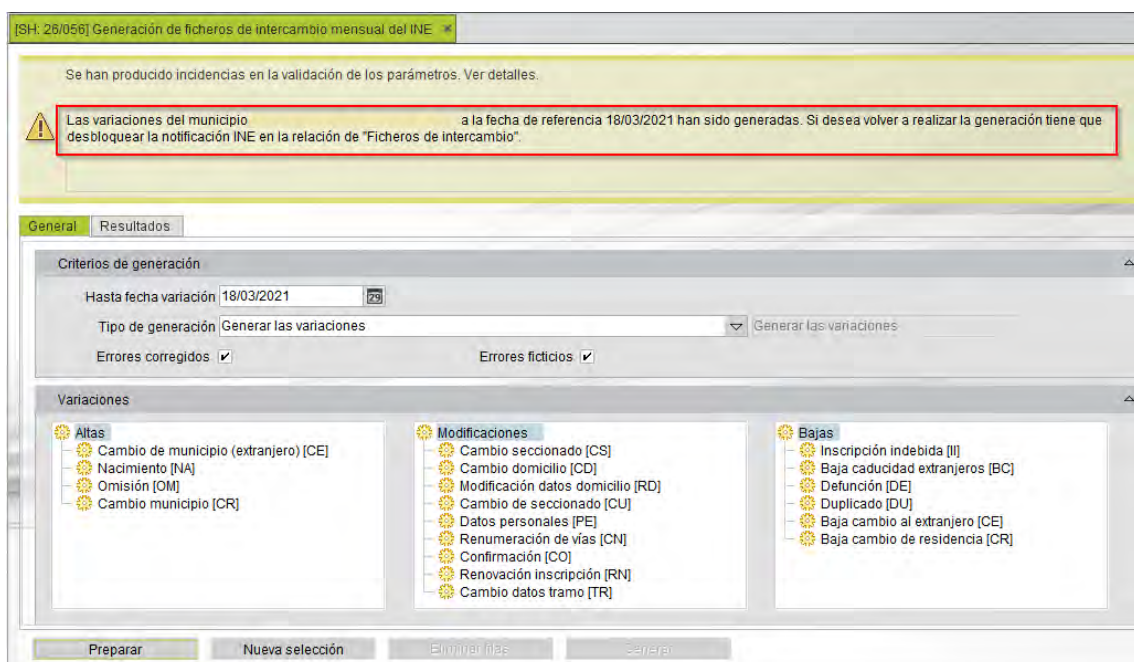 [SH: 26/056] Generación de ficheros de intercambio mensual del INE
Se han producido incidencias en la validación de los parámetros. Ver detalles.
Las variaciones del municipio a la fecha de referencia 18/03/2021 han sido generadas. Si desea volver a realizar la generación tiene que
desbloquear la notificación INE en la relación de "Ficheros de intercambio".
General Resultados
Criterios de generación
Hasta fecha variación 18/03/2021 29
Tipo de generación Generar las variaciones Generar las variaciones
Errores corregidos Errores ficticios
Variaciones
Altas
Cambio de municipio (extranjero) [CE]
Nacimiento [NA]
Omisión [OM]
Cambio municipio [CR]
Modificaciones
Cambio seccionado [CS]
Cambio domicilio [CD]
Modificación datos domicilio [RD]
Cambio de seccionado [CU]
Datos personales [PE]
Renumeración de vías [CN]
Confirmación [CO]
Renovación inscripción [RN]
Cambio datos tramo [TR]
Bajas
Inscripción indebida [II]
Baja caducidad extranjeros [BC]
Defunción [DE]
Duplicado [DU]
Baja cambio al extranjero [CE]
Baja cambio de residencia [CR]
Preparar Nueva selección Eliminar filas Generar